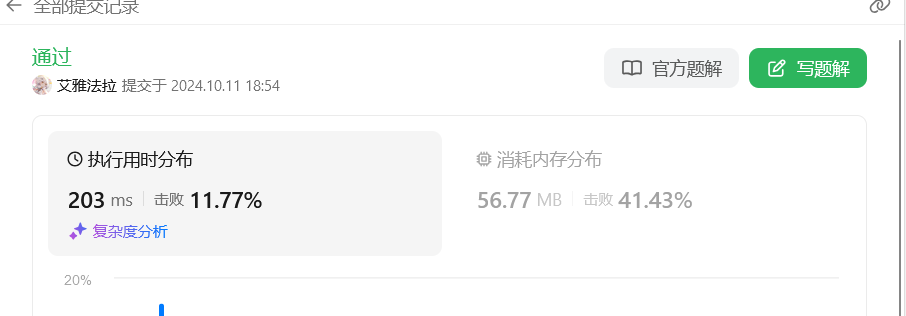 全部提交记录
通过
官方题解
写题解
艾雅法拉 提交于 2024.10.11 18:54
执行用时分布
消耗内存分布
203 ms 击败 11.77%
56.77 MB 击败 41.43%
复杂度分析
20%